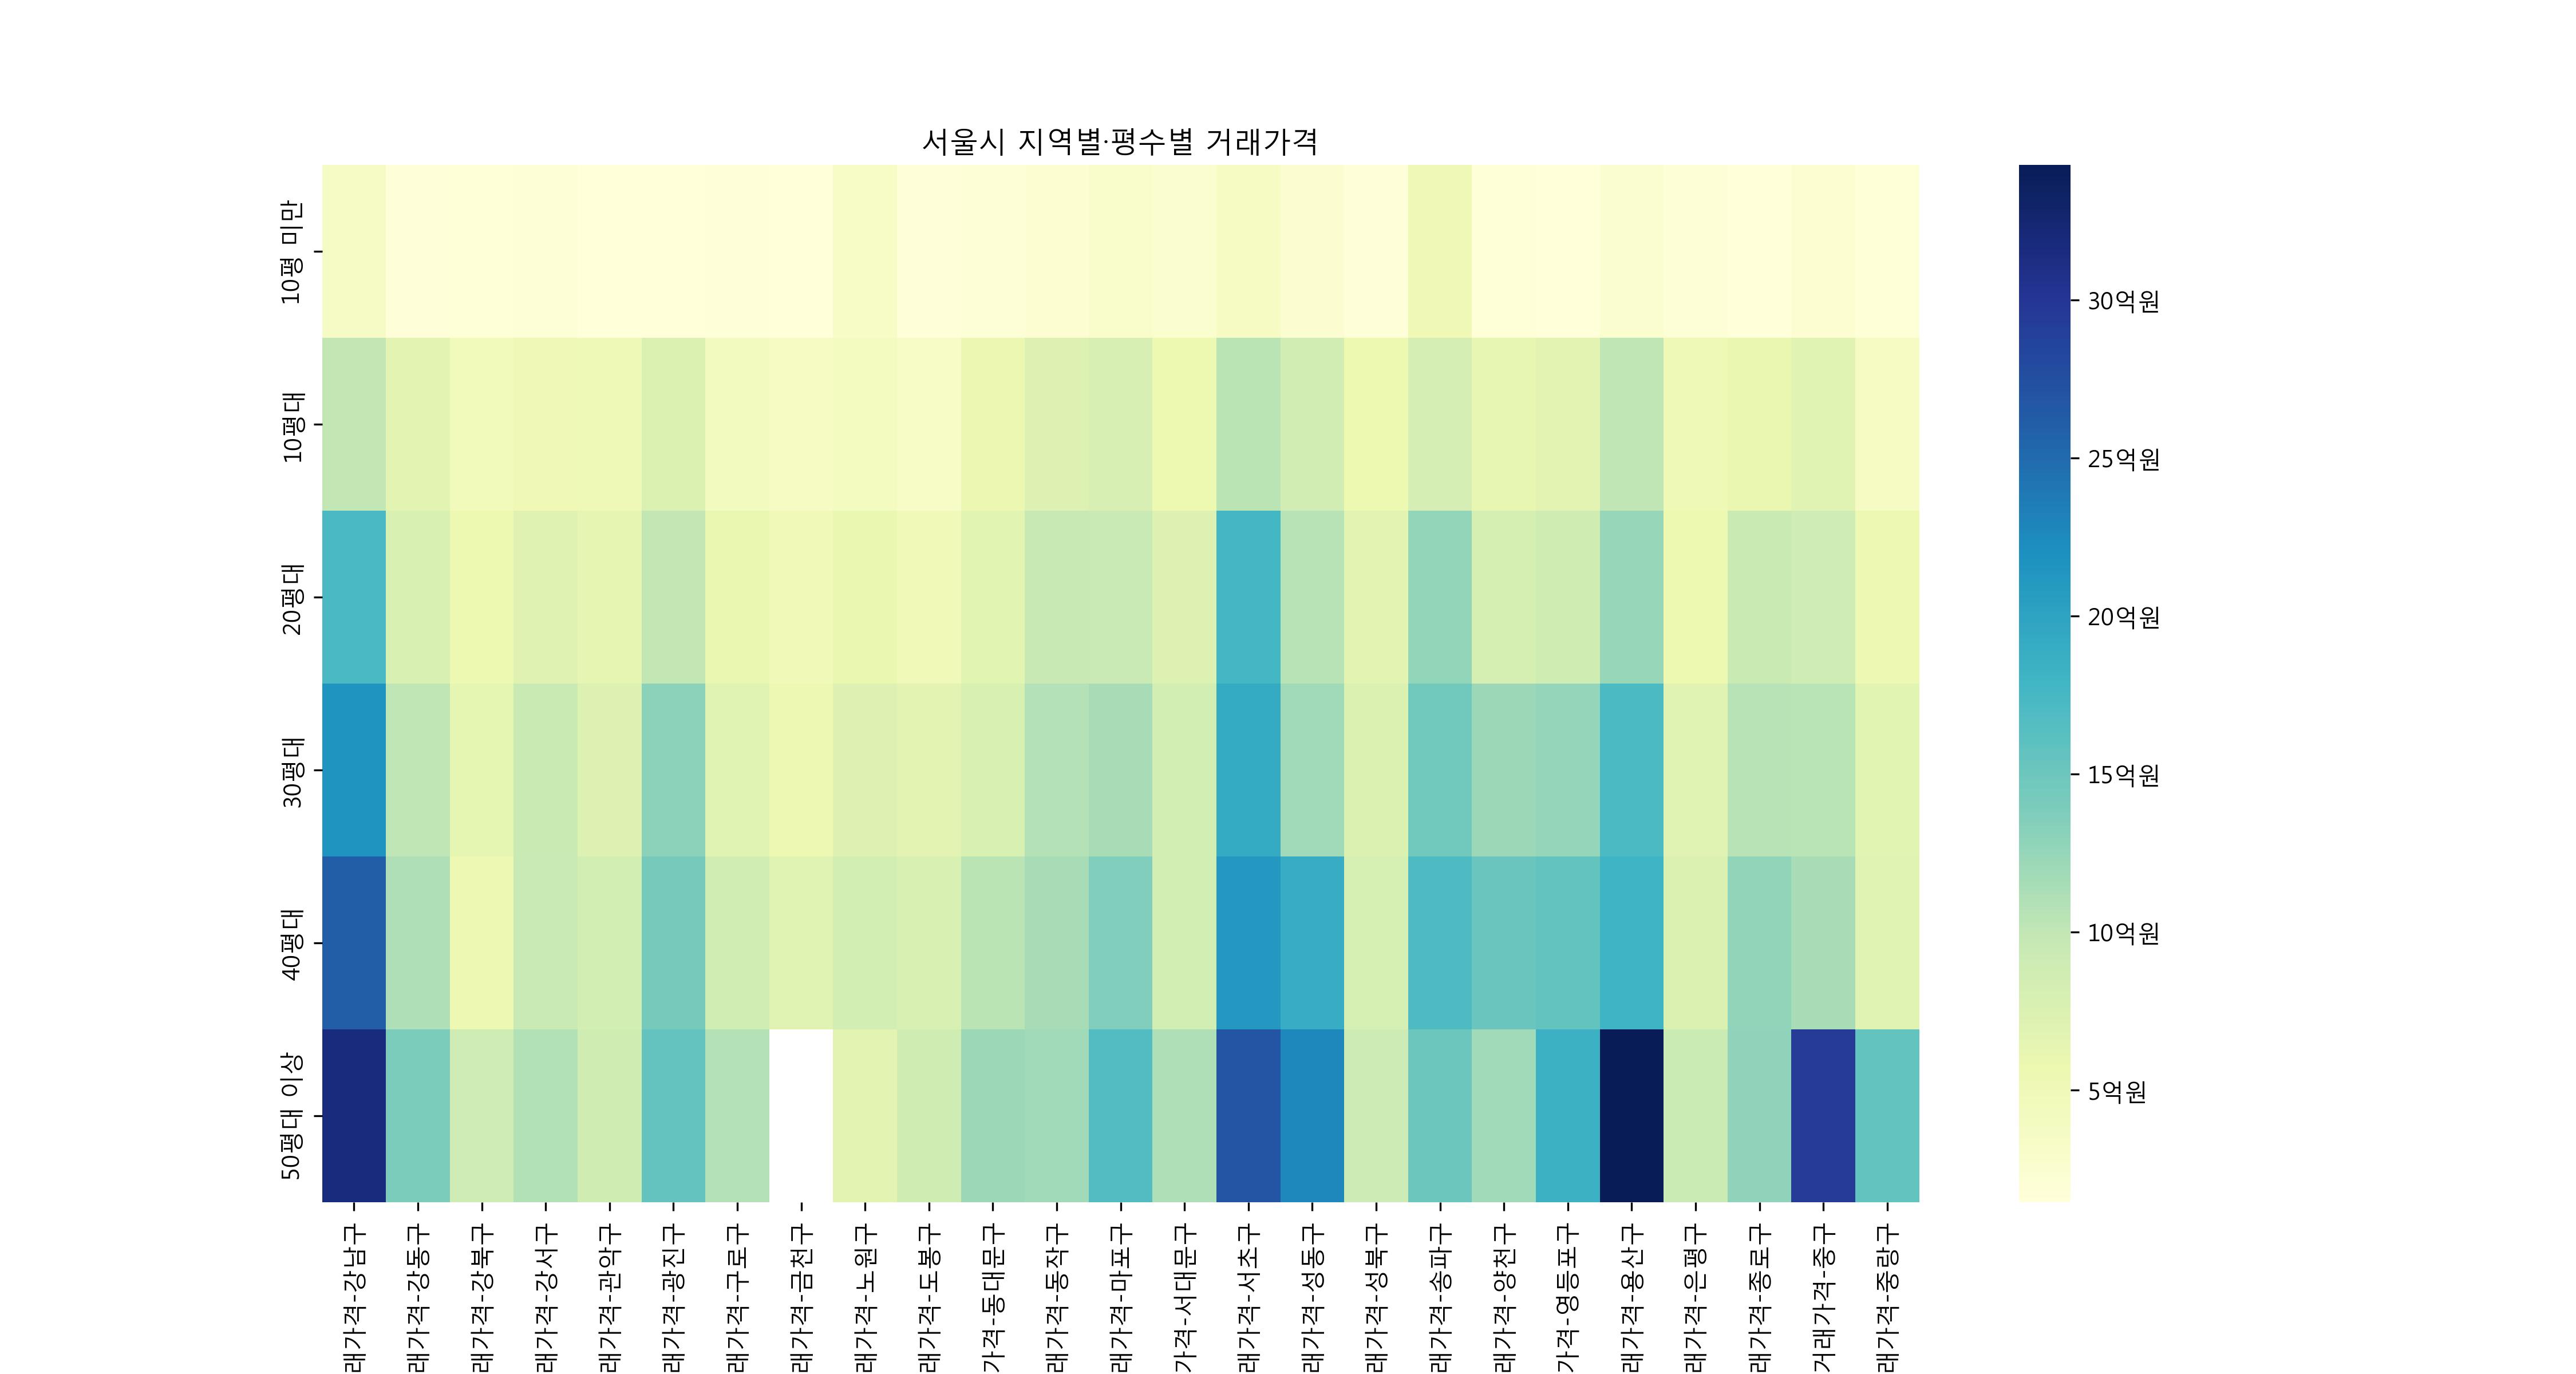 서울시 지역별·평수별 거래가격
10평 미만
10평대
20평대
30평대
40평대
50평대 이상
래가격-강남구
래가격-강동구
래가격-강북구
래가격-강서구
래가격-관악구
래가격-광진구
래가격-구로구
래가격-금천구
래가격-노원구
래가격-도봉구
가격-동대문구
래가격-동작구
래가격-마포구
가격-서대문구
래가격-서초구
래가격-성동구
래가격-성북구
래가격-송파구
래가격-양천구
가격-영등포구
래가격-용산구
래가격-은평구
래가격-종로구
거래가격-중구
래가격-중랑구
30억원
25억원
20억원
15억원
10억원
5억원